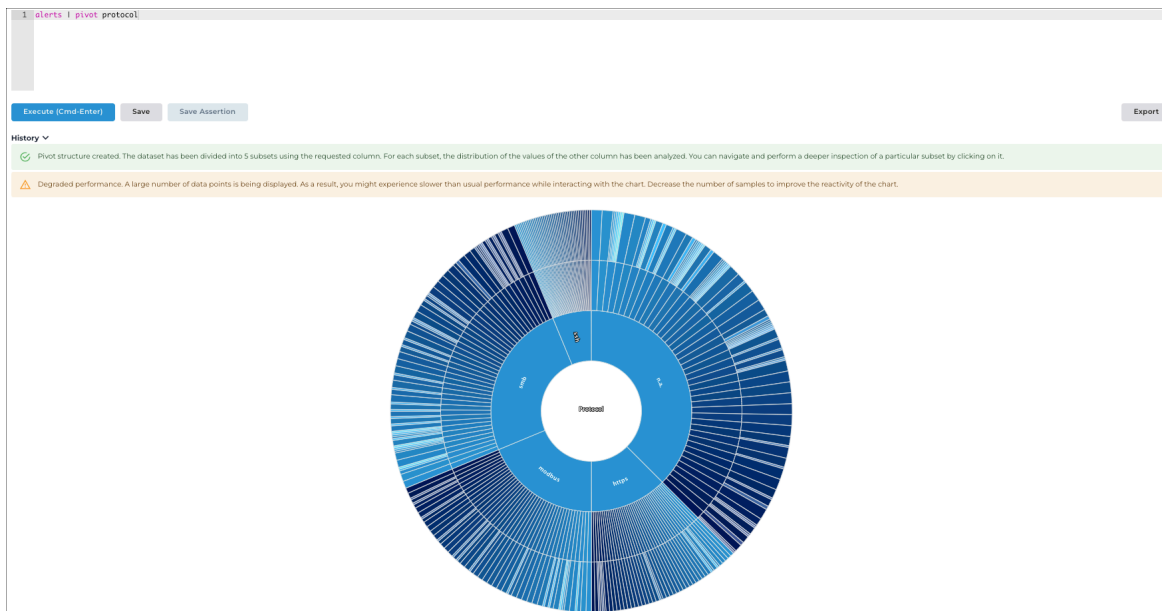 1 alerts | pivot protocol
Execute (Cmd-Enter) Save Save Assertion Export
History
Pivot structure created. The dataset has been divided into 5 subsets using the requested column. For each subset, the distribution of the values of the other column has been analyzed. You can navigate and perform a deeper inspection of a particular subset by clicking on it.
Degraded performance. A large number of data points is being displayed. As a result, you might experience slower than usual performance while interacting with the chart. Decrease the number of samples to improve the reactivity of the chart.
ssh
smb
n.a.
Protocol
modbus
https